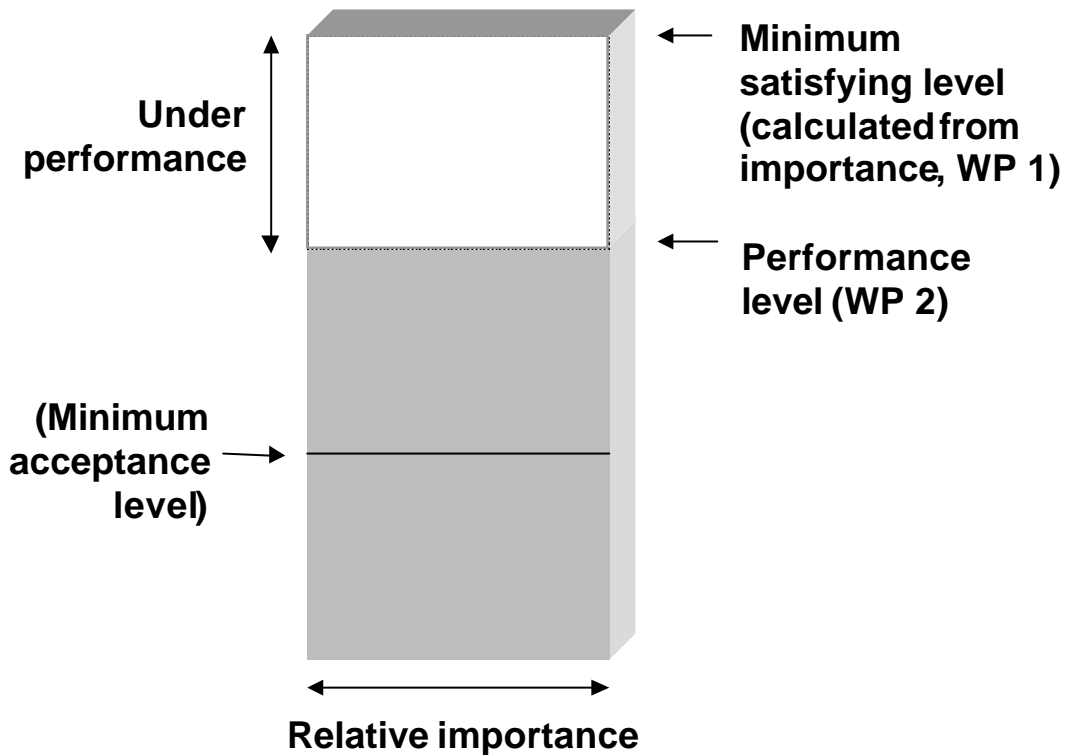 Minimum
satisfying level
(calculated from
importance, WP 1)
Under
performance
Performance
level (WP 2)
(Minimum
acceptance
level)
Relative importance